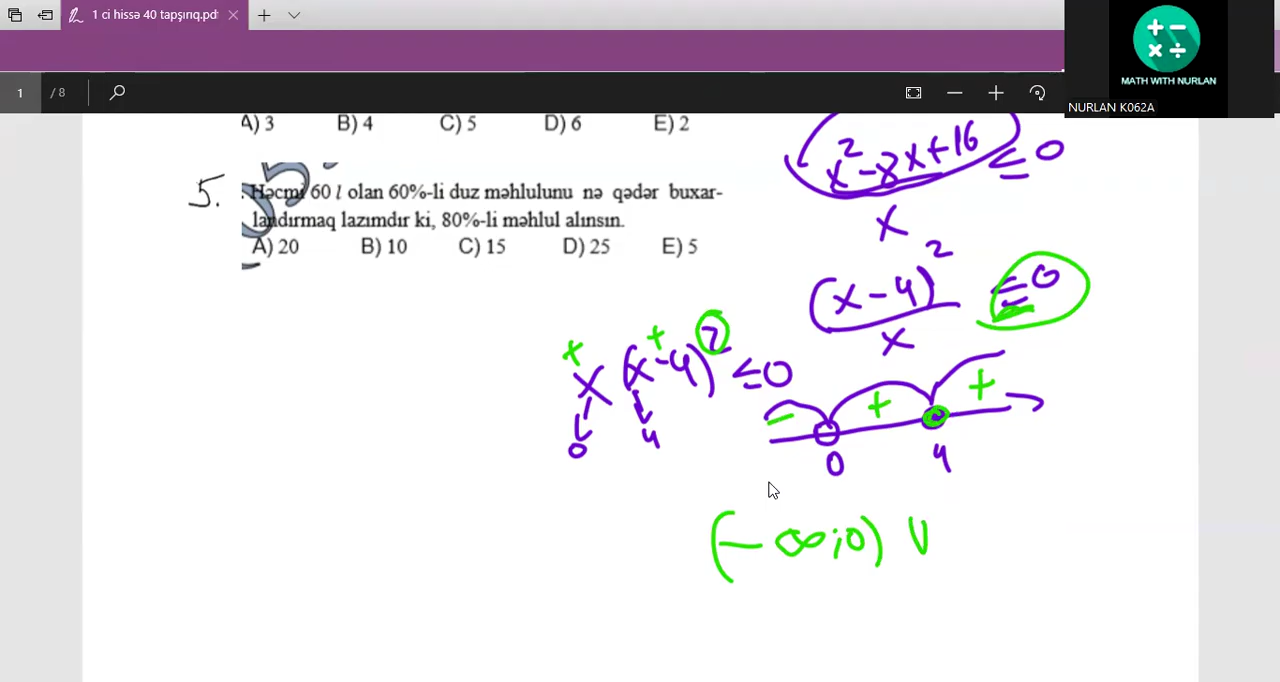 1 ci hissə 40 tapşırıq.pdf
1 / 8
MATH WITH NURLAN
NURLAN K062A
A) 3 B) 4 C) 5 D) 6 E) 2
x² - 8x + 16 ≤ 0
x
5. Həcmi 60 l olan 60%-li duz məhlulunu nə qədər buxar-
landırmaq lazımdır ki, 80%-li məhlul alınsın.
A) 20 B) 10 C) 15 D) 25 E) 5
(x - 4)² ≤ 0
x
+ +
x (x - 4)² ≤ 0
0 4
- + +
0 4
(-∞; 0) ∪